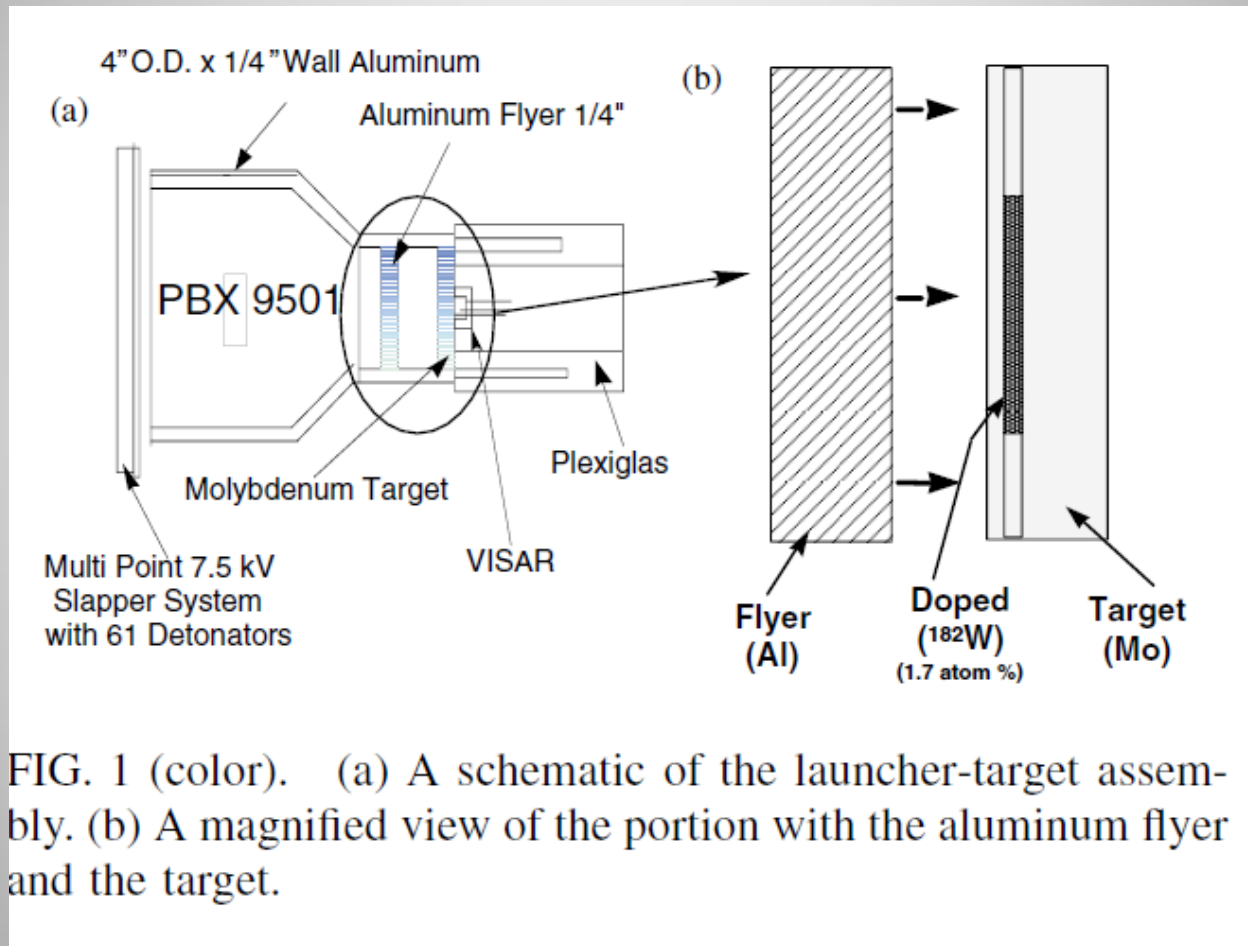 4”O.D. x 1/4”Wall Aluminum
(a)
Aluminum Flyer 1/4"
PBX 9501
Molybdenum Target
Plexiglas
VISAR
Multi Point 7.5 kV
Slapper System
with 61 Detonators
(b)
Flyer
(Al)
Doped
(¹⁸²W)
(1.7 atom %)
Target
(Mo)
FIG. 1 (color). (a) A schematic of the launcher-target assem-
bly. (b) A magnified view of the portion with the aluminum flyer
and the target.